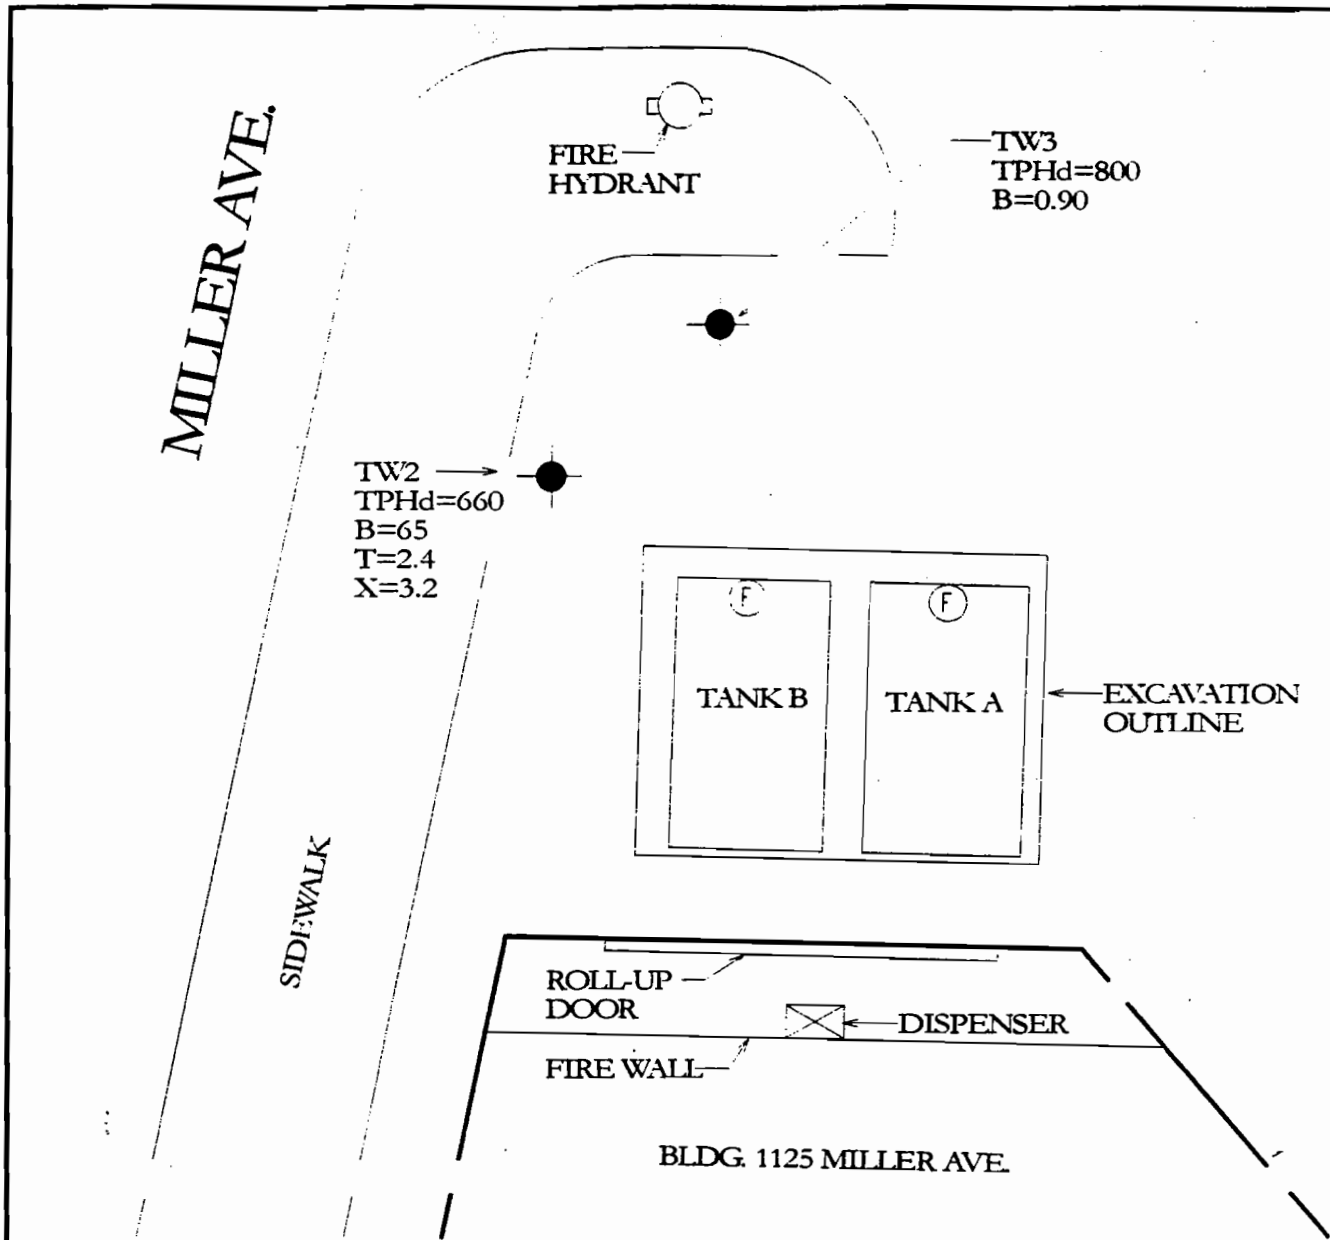 MILLER AVE.
FIRE
HYDRANT
TW3
TPHd=800
B=0.90
TW2
TPHd=660
B=65
T=2.4
X=3.2
F
F
TANK B
TANK A
EXCAVATION
OUTLINE
SIDEWALK
ROLL-UP
DOOR
DISPENSER
FIRE WALL
BLDG. 1125 MILLER AVE.